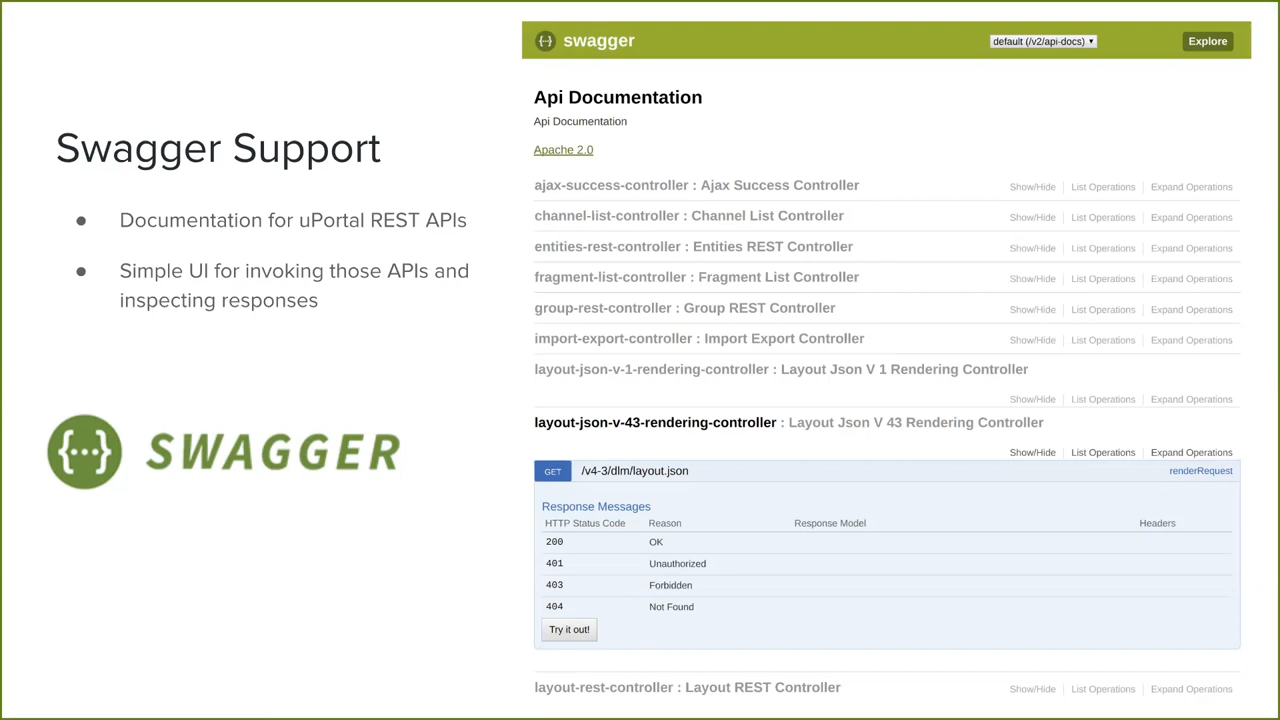 Swagger Support
● Documentation for uPortal REST APIs
● Simple UI for invoking those APIs and
inspecting responses
{···} SWAGGER
{··} swagger
default (/v2/api-docs) ▼
Explore
Api Documentation
Api Documentation
Apache 2.0
ajax-success-controller : Ajax Success Controller Show/Hide List Operations Expand Operations
channel-list-controller : Channel List Controller Show/Hide List Operations Expand Operations
entities-rest-controller : Entities REST Controller Show/Hide List Operations Expand Operations
fragment-list-controller : Fragment List Controller Show/Hide List Operations Expand Operations
group-rest-controller : Group REST Controller Show/Hide List Operations Expand Operations
import-export-controller : Import Export Controller Show/Hide List Operations Expand Operations
layout-json-v-1-rendering-controller : Layout Json V 1 Rendering Controller
Show/Hide List Operations Expand Operations
layout-json-v-43-rendering-controller : Layout Json V 43 Rendering Controller
Show/Hide List Operations Expand Operations
GET /v4-3/dlm/layout.json renderRequest
Response Messages
HTTP Status Code Reason Response Model Headers
200 OK
401 Unauthorized
403 Forbidden
404 Not Found
Try it out!
layout-rest-controller : Layout REST Controller Show/Hide List Operations Expand Operations